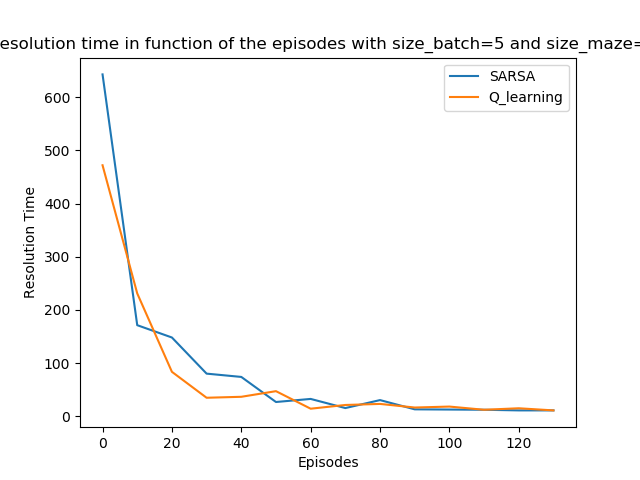 esolution time in function of the episodes with size_batch=5 and size_maze=
SARSA
Q_learning
600
500
400
300
200
100
0
Resolution Time
0 20 40 60 80 100 120
Episodes